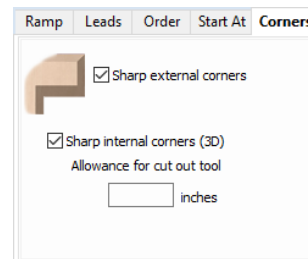 Ramp Leads Order Start At Corners
Sharp external corners
Sharp internal corners (3D)
Allowance for cut out tool
inches